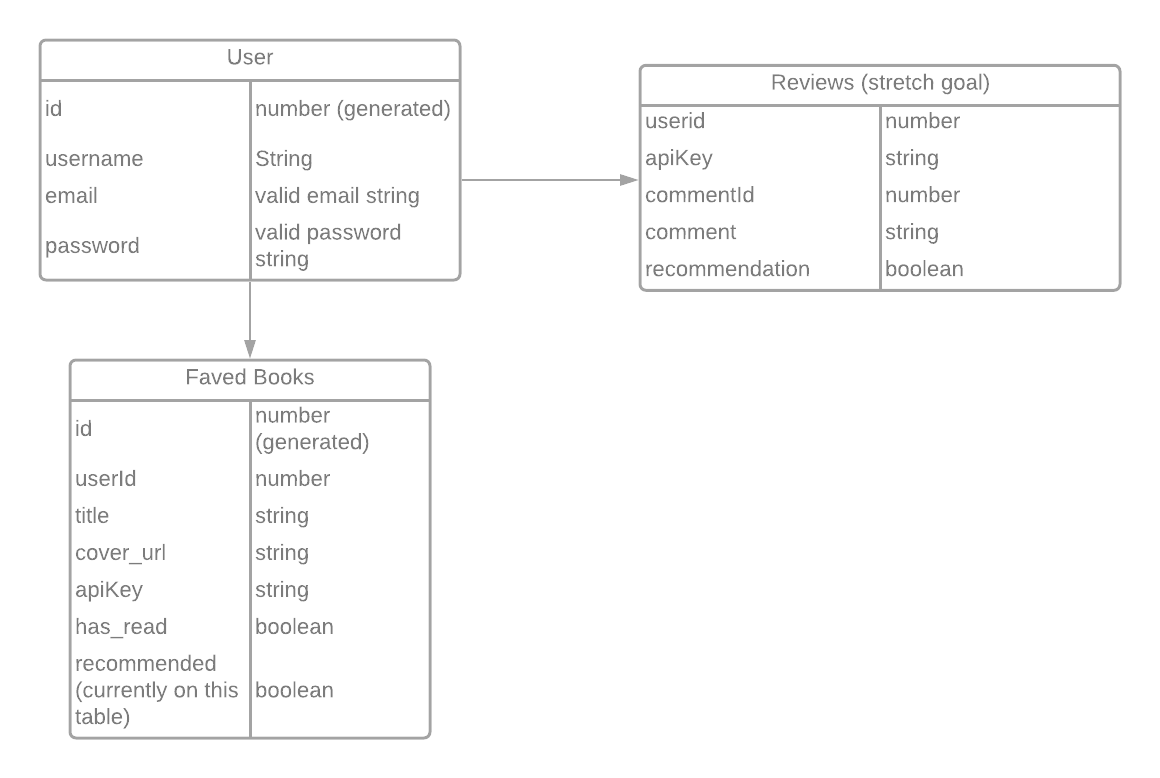 User
id number (generated)
username String
email valid email string
password valid password
string
Reviews (stretch goal)
userid number
apiKey string
commentId number
comment string
recommendation boolean
Faved Books
id number
(generated)
userId number
title string
cover_url string
apiKey string
has_read boolean
recommended
(currently on this boolean
table)